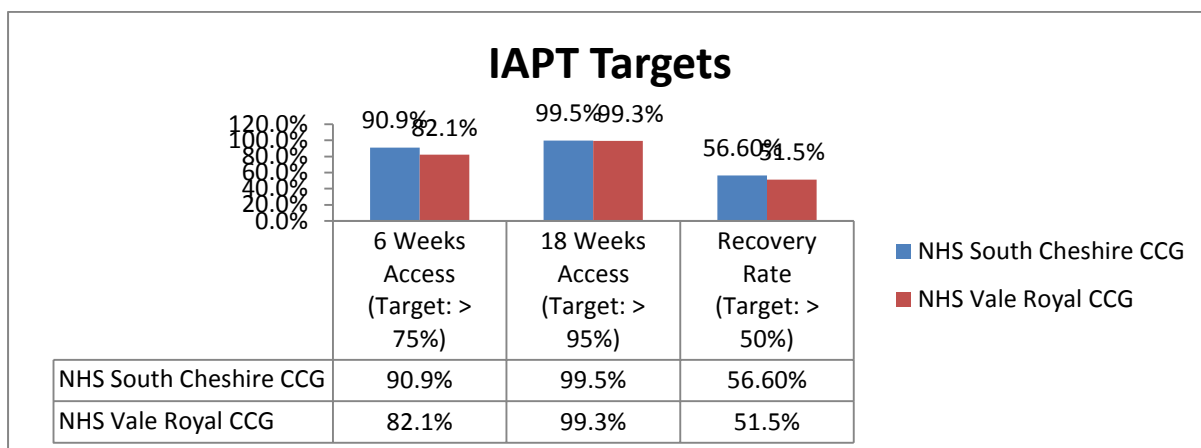 IAPT Targets
120.0%
100.0%
80.0%
60.0%
40.0%
20.0%
0.0%
90.9%
82.1%
99.5%
99.3%
56.60%
51.5%
6 Weeks
Access
(Target: >
75%)
18 Weeks
Access
(Target: >
95%)
Recovery
Rate
(Target: >
50%)
NHS South Cheshire CCG
NHS Vale Royal CCG
NHS South Cheshire CCG 90.9% 99.5% 56.60%
NHS Vale Royal CCG 82.1% 99.3% 51.5%